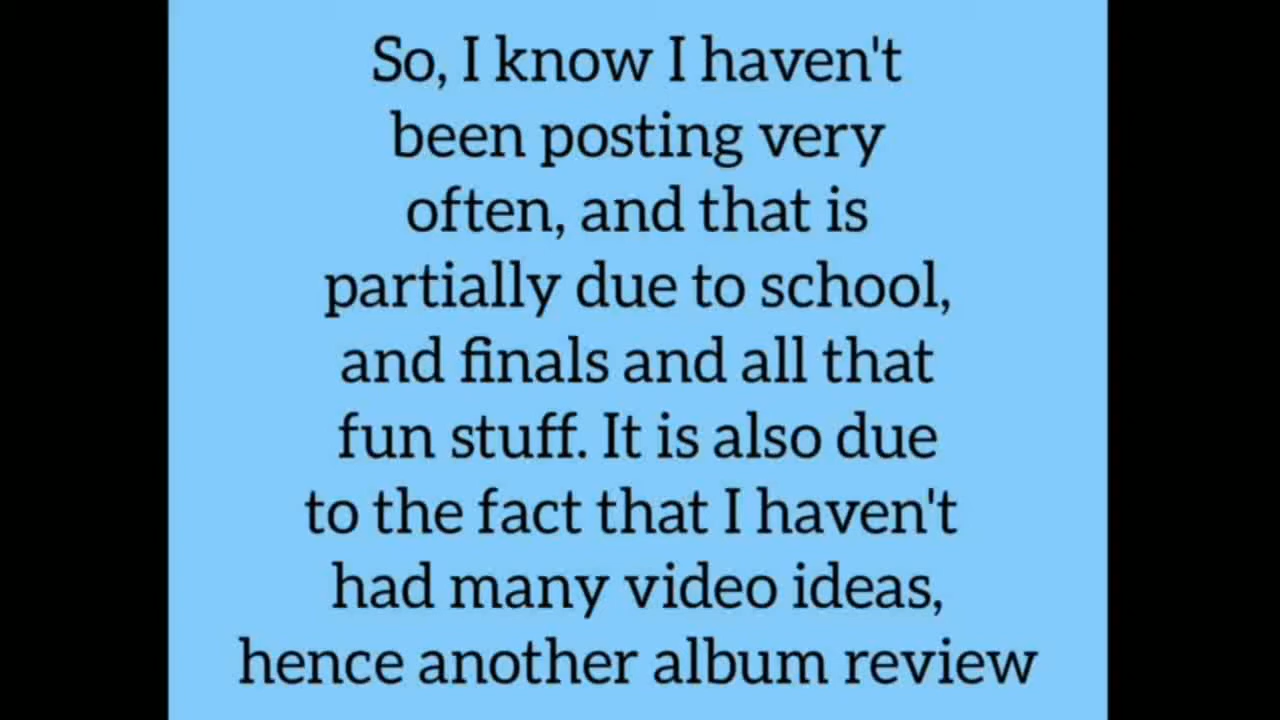 So, I know I haven't
been posting very
often, and that is
partially due to school,
and finals and all that
fun stuff. It is also due
to the fact that I haven't
had many video ideas,
hence another album review